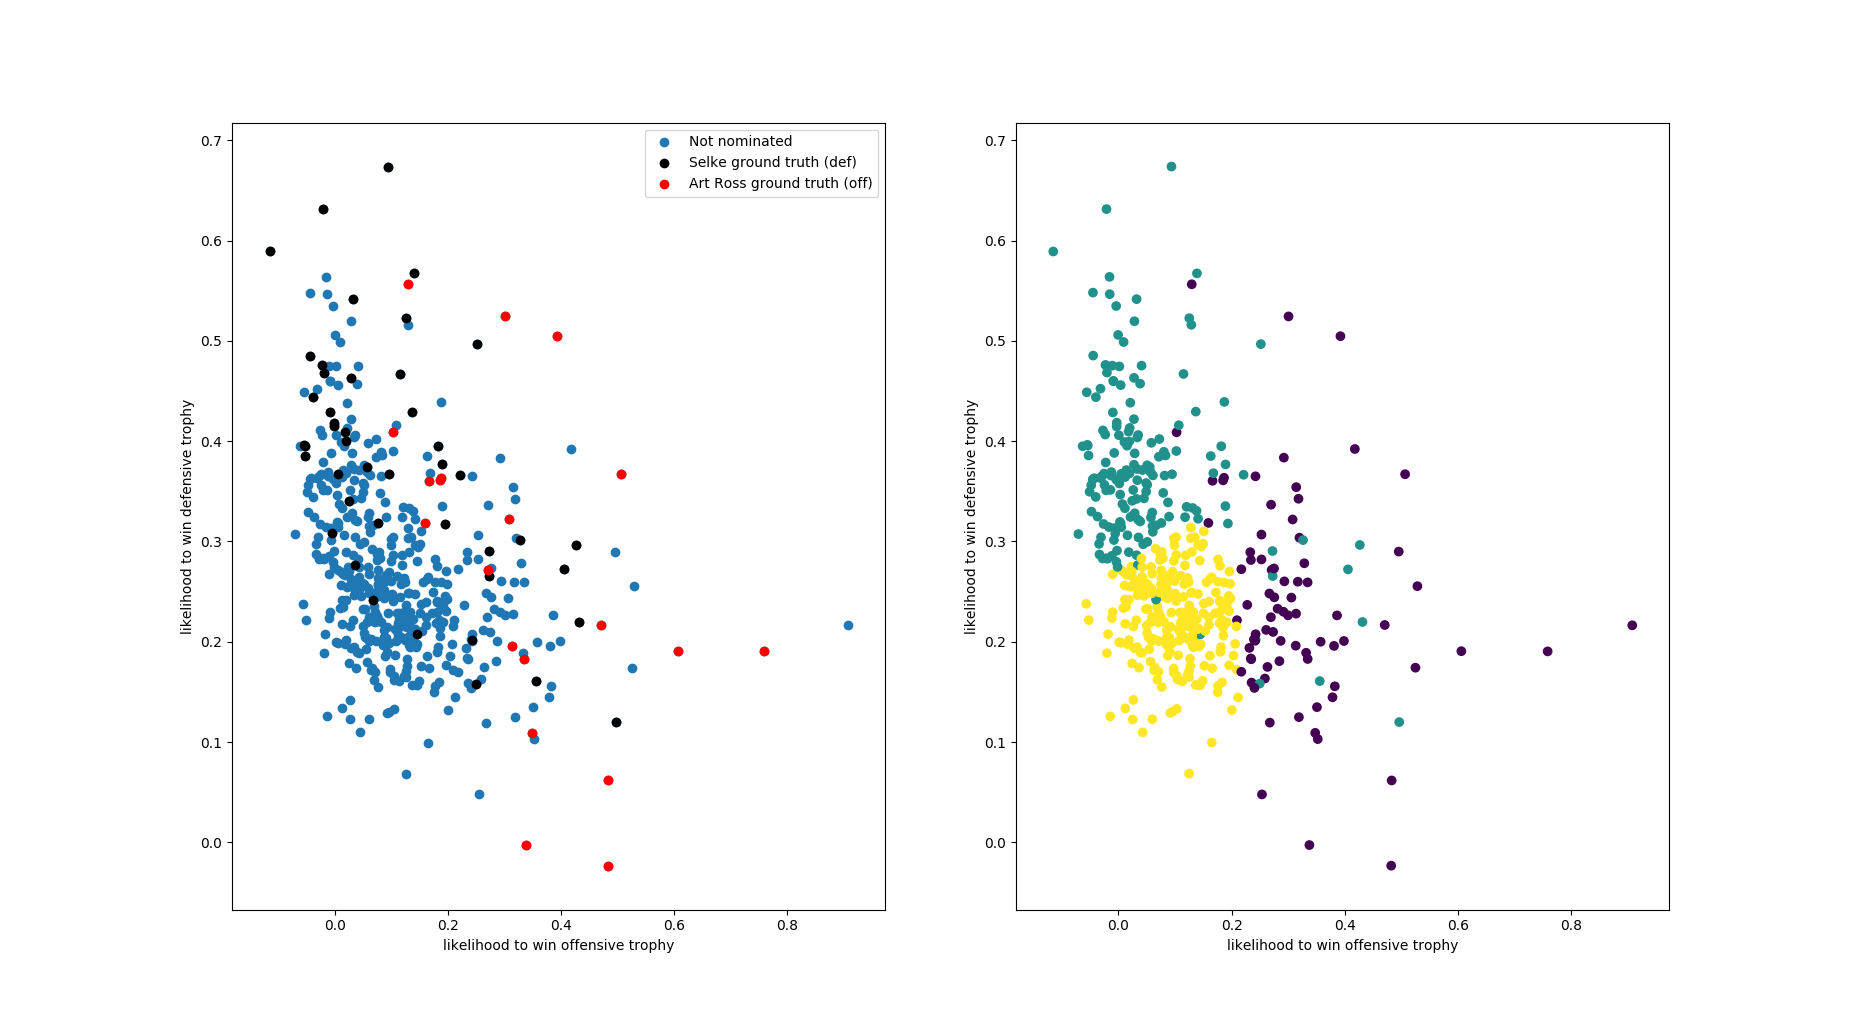 Not nominated
Selke ground truth (def)
Art Ross ground truth (off)
likelihood to win defensive trophy
0.7
0.6
0.5
0.4
0.3
0.2
0.1
0.0
0.0 0.2 0.4 0.6 0.8
likelihood to win offensive trophy
likelihood to win defensive trophy
0.7
0.6
0.5
0.4
0.3
0.2
0.1
0.0
0.0 0.2 0.4 0.6 0.8
likelihood to win offensive trophy